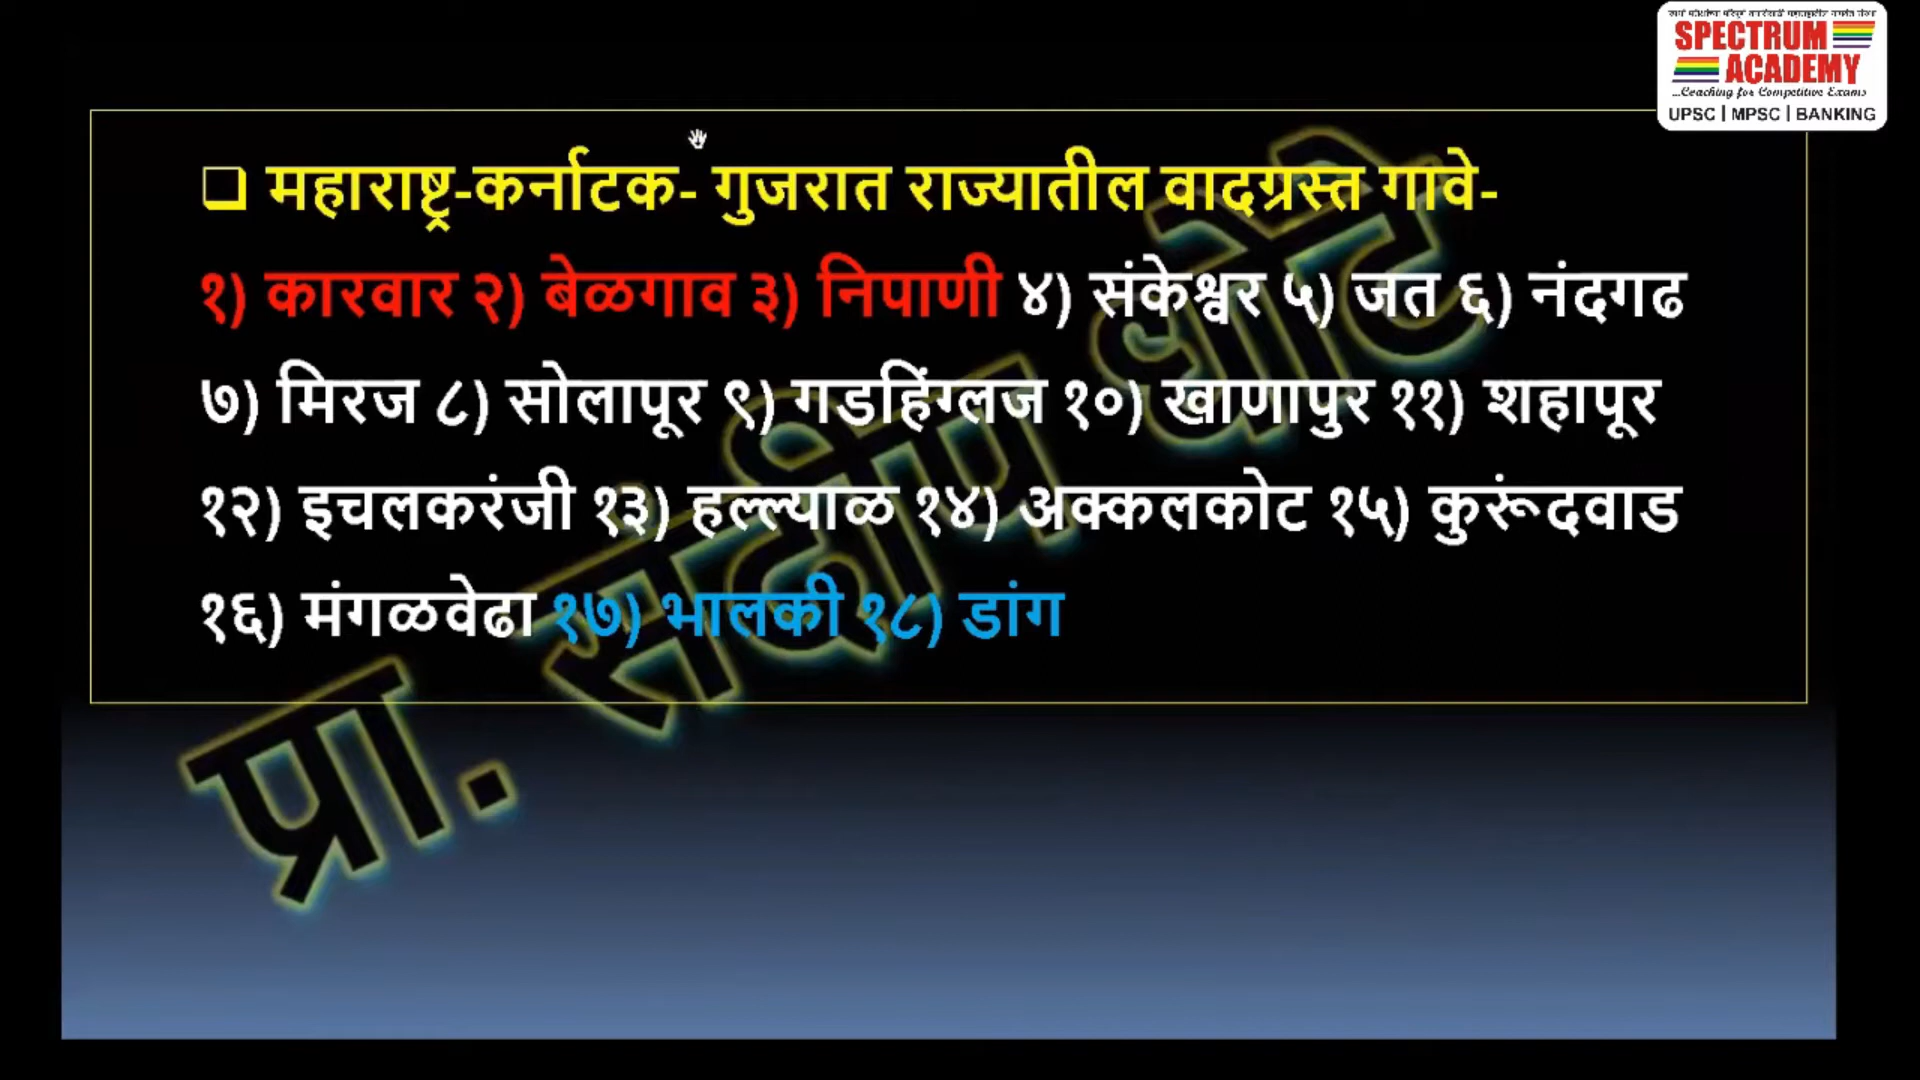 SPECTRUM
ACADEMY
...Coaching for Competitive Exams
UPSC | MPSC | BANKING
❑ महाराष्ट्र-कर्नाटक- गुजरात राज्यातील वादग्रस्त गावे-
१) कारवार २) बेळगाव ३) निपाणी ४) संकेश्वर ५) जत ६) नंदगढ
७) मिरज ८) सोलापूर ९) गडहिंग्लज १०) खाणापुर ११) शहापूर
१२) इचलकरंजी १३) हल्ल्याळ १४) अक्कलकोट १५) कुरूंदवाड
१६) मंगळवेढा १७) भालकी १८) डांग
प्रा. संदीप धोटे